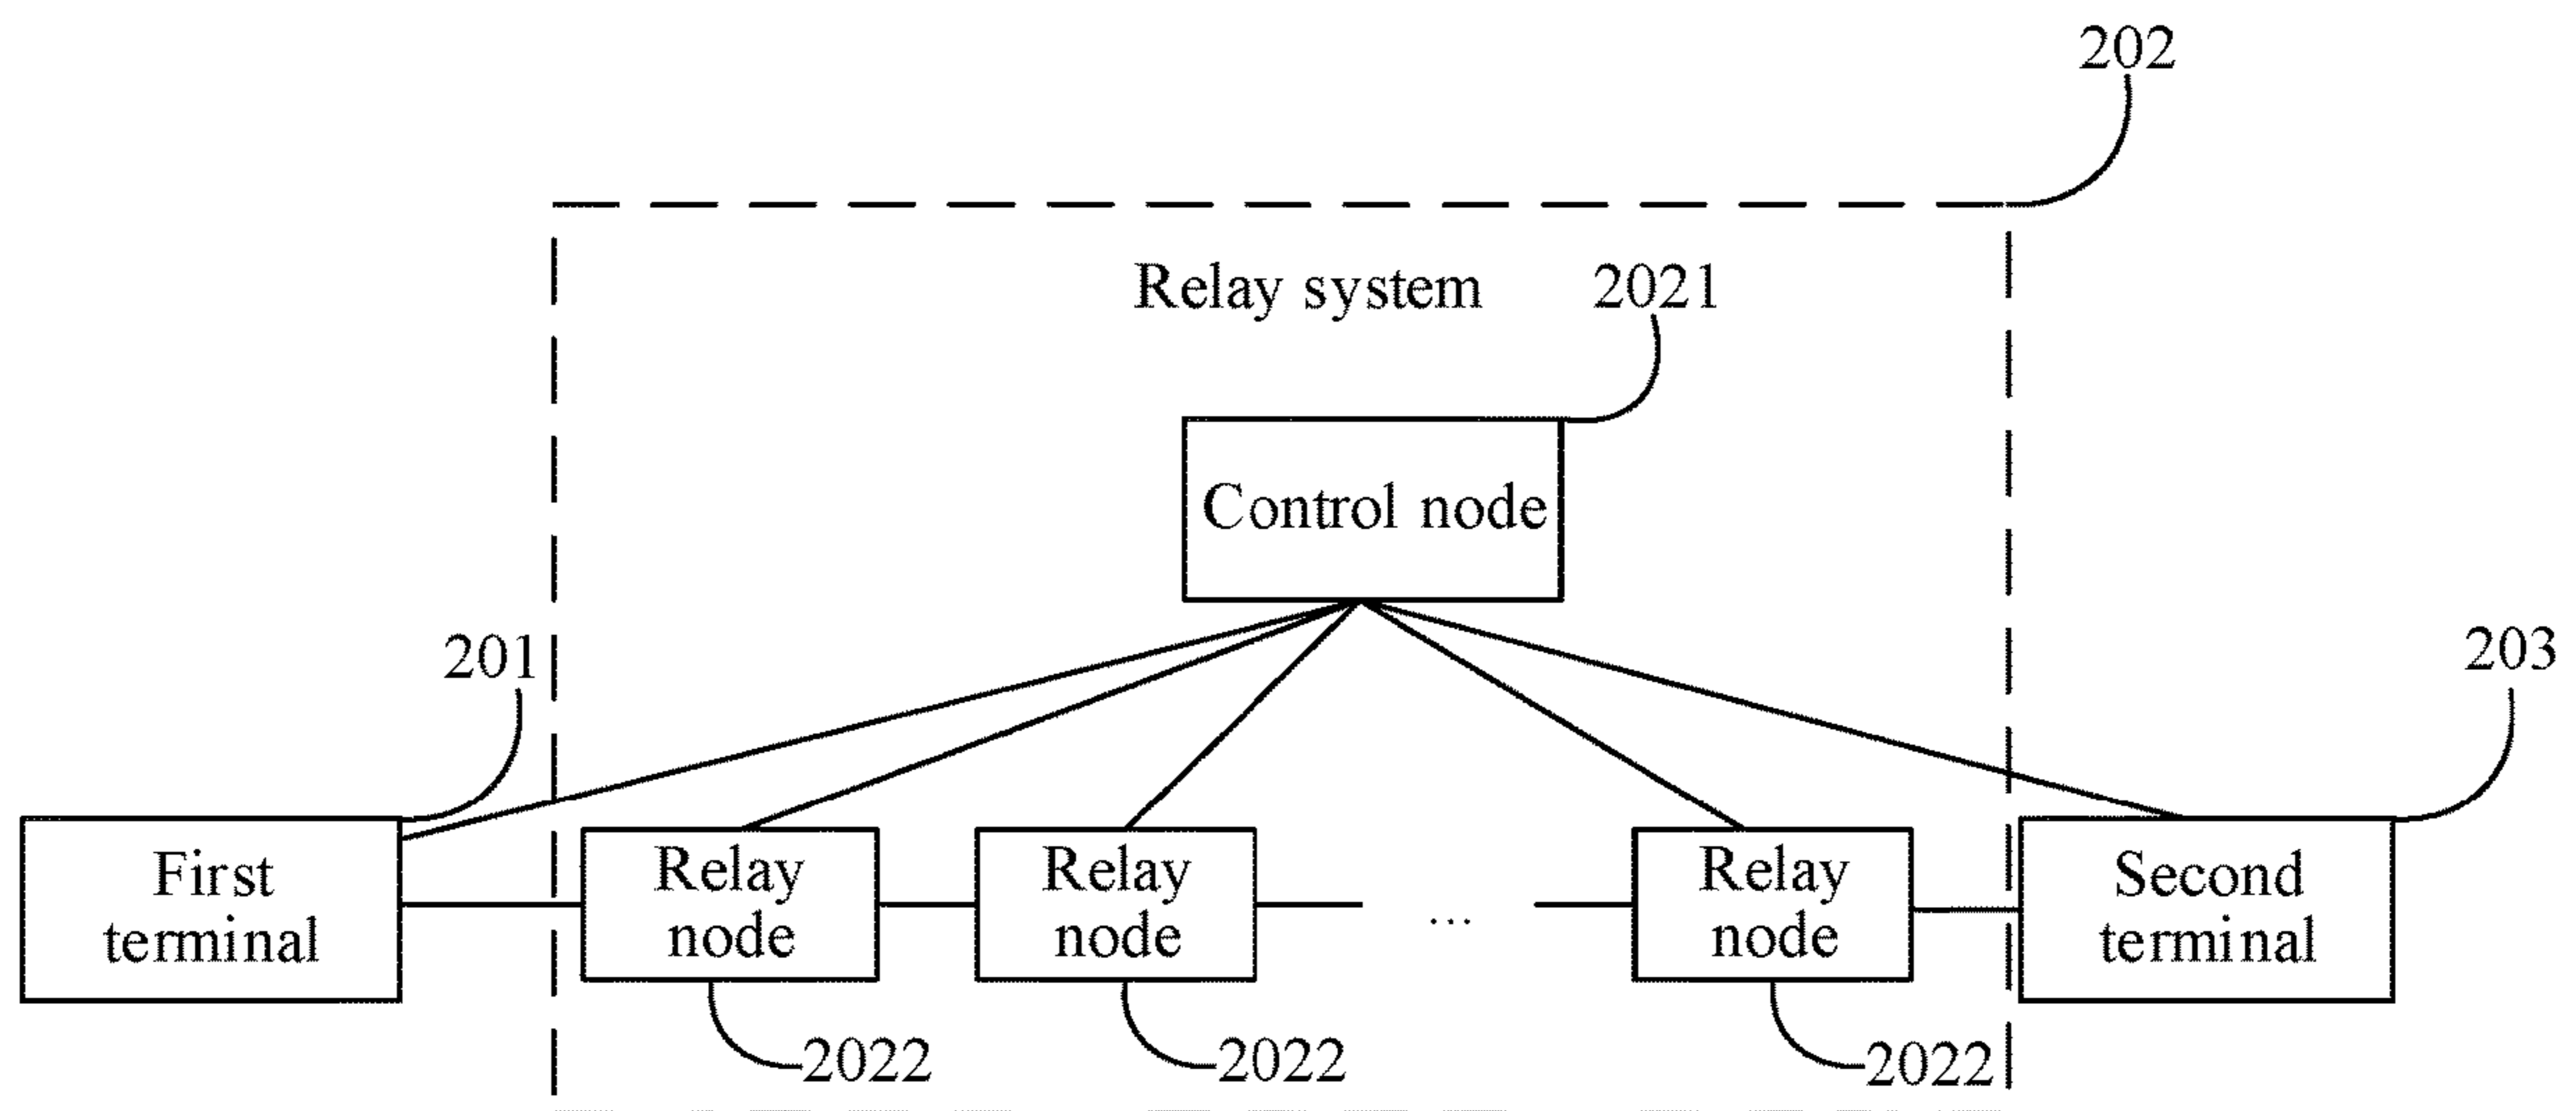 202
Relay system
2021
Control node
201
203
First
terminal
Relay
node
Relay
node
...
Relay
node
Second
terminal
2022
2022
2022